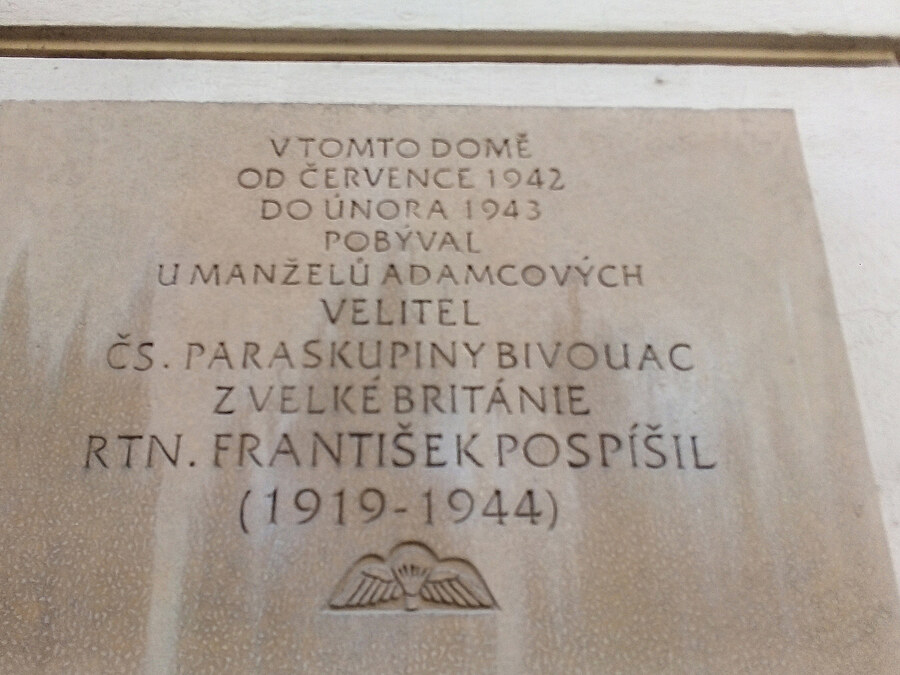 V TOMTO DOMĚ
OD ČERVENCE 1942
DO ÚNORA 1943
POBÝVAL
U MANŽELŮ ADAMCOVÝCH
VELITEL
ČS. PARASKUPINY BIVOUAC
Z VELKÉ BRITÁNIE
RTN. FRANTIŠEK POSPÍŠIL
(1919-1944)